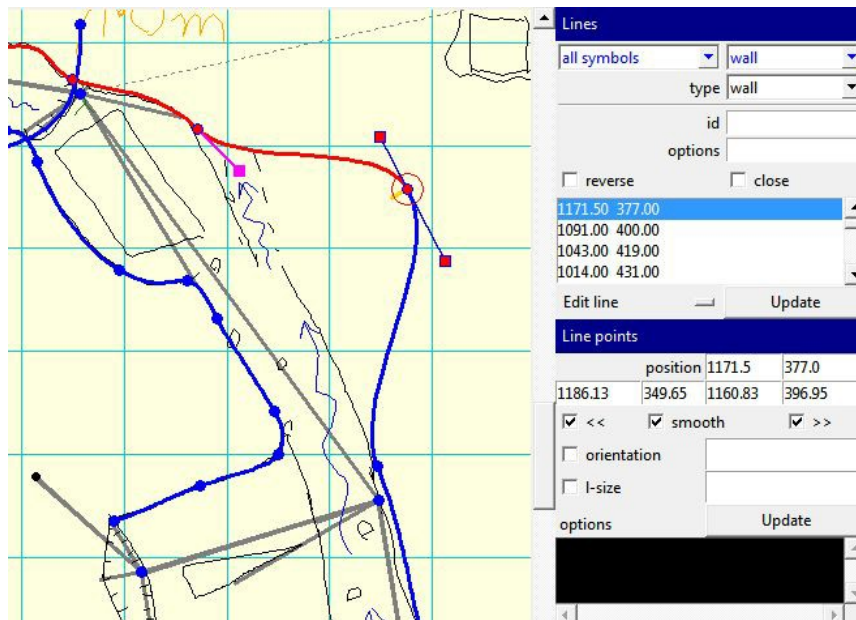 10m
Lines
all symbols wall
type wall
id
options
reverse close
1171.50 377.00
1091.00 400.00
1043.00 419.00
1014.00 431.00
Edit line Update
Line points
position 1171.5 377.0
1186.13 349.65 1160.83 396.95
<< smooth >>
orientation
l-size
options Update